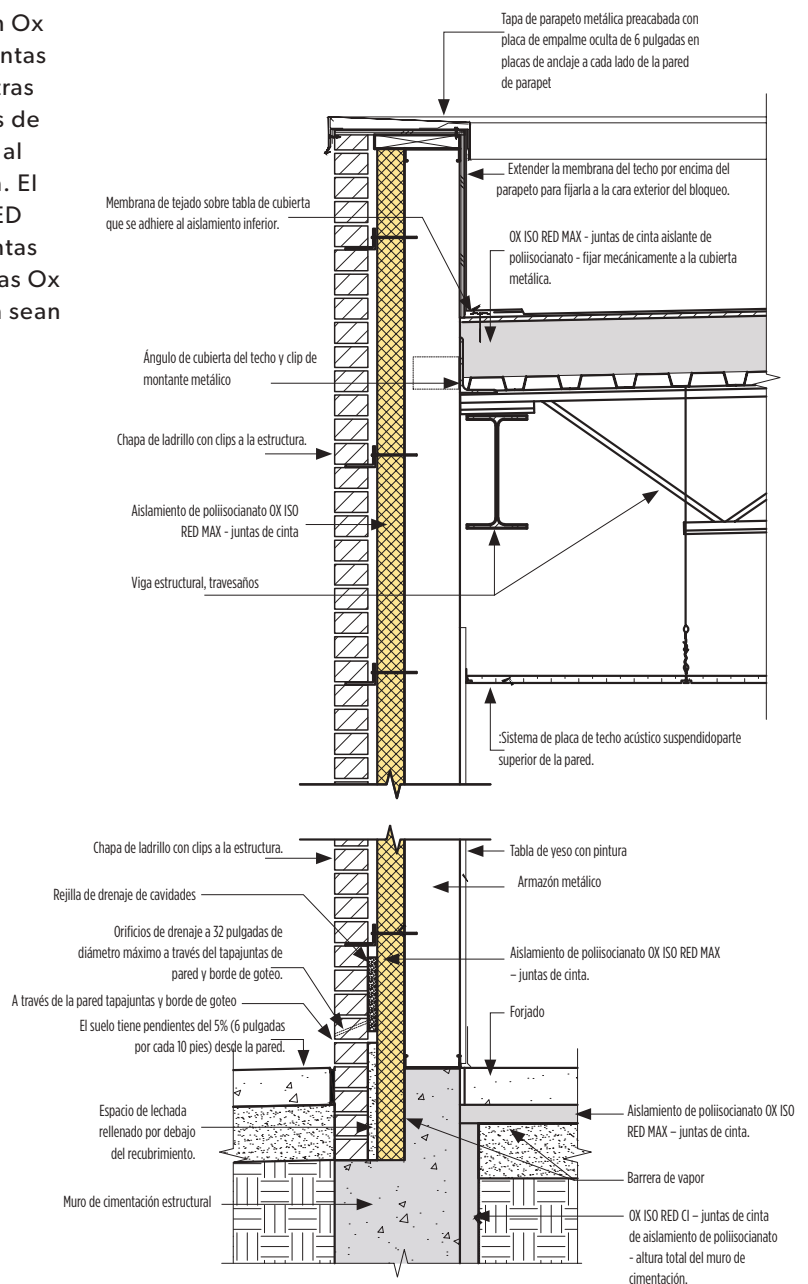 n Ox
ntas
tras
s de
al
. El
ED
ntas
as Ox
n sean
Tapa de parapeto metálica preacabada con
placa de empalme oculta de 6 pulgadas en
placas de anclaje a cada lado de la pared
de parapet
Extender la membrana del techo por encima del
parapeto para fijarla a la cara exterior del bloqueo.
Membrana de tejado sobre tabla de cubierta
que se adhiere al aislamiento inferior.
OX ISO RED MAX - juntas de cinta aislante de
poliisocianato - fijar mecánicamente a la cubierta
metálica.
Ángulo de cubierta del techo y clip de
montante metálico
Chapa de ladrillo con clips a la estructura.
Aislamiento de poliisocianato OX ISO
RED MAX - juntas de cinta
Viga estructural, travesaños
:Sistema de placa de techo acústico suspendidoparte
superior de la pared.
Chapa de ladrillo con clips a la estructura.
Tabla de yeso con pintura
Armazón metálico
Rejilla de drenaje de cavidades
Orificios de drenaje a 32 pulgadas de
diámetro máximo a través del tapajuntas de
pared y borde de goteo.
Aislamiento de poliisocianato OX ISO RED MAX
– juntas de cinta.
A través de la pared tapajuntas y borde de goteo
Forjado
El suelo tiene pendientes del 5% (6 pulgadas
por cada 10 pies) desde la pared.
Espacio de lechada
rellenado por debajo
del recubrimiento.
Aislamiento de poliisocianato OX ISO
RED MAX – juntas de cinta.
Barrera de vapor
Muro de cimentación estructural
OX ISO RED CI – juntas de cinta
de aislamiento de poliisocianato
- altura total del muro de
cimentación.